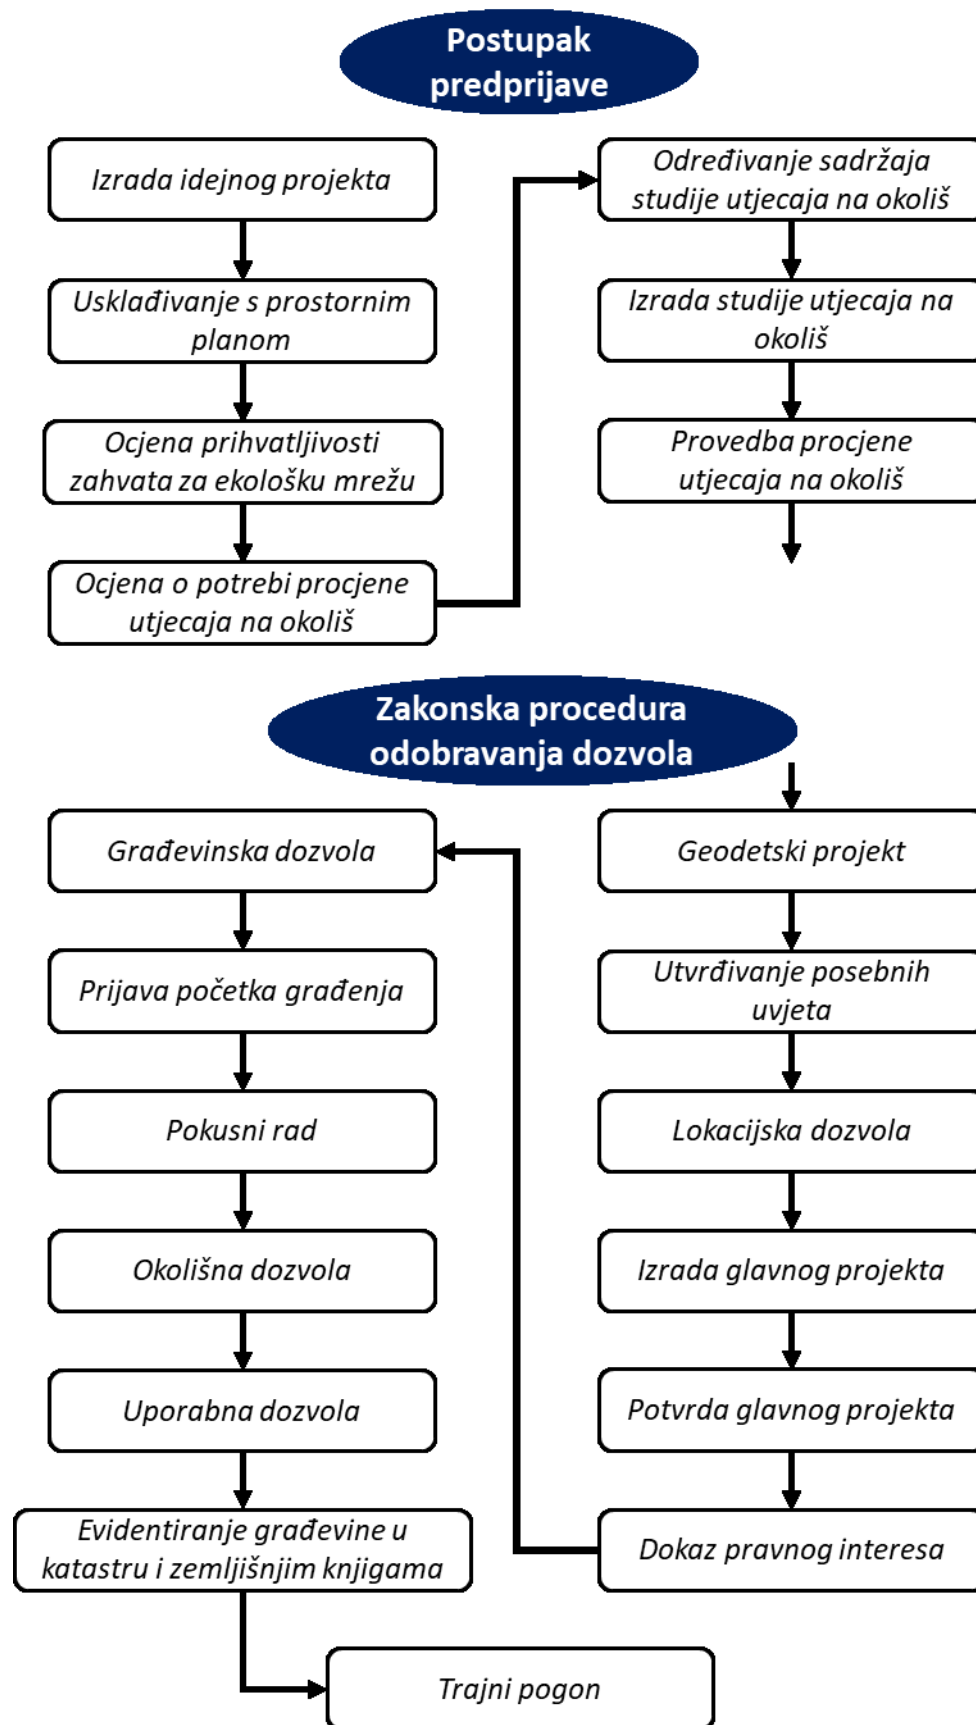 Postupak
predprijave
Izrada idejnog projekta
Usklađivanje s prostornim
planom
Ocjena prihvatljivosti
zahvata za ekološku mrežu
Ocjena o potrebi procjene
utjecaja na okoliš
Određivanje sadržaja
studije utjecaja na okoliš
Izrada studije utjecaja na
okoliš
Provedba procjene
utjecaja na okoliš
Zakonska procedura
odobravanja dozvola
Geodetski projekt
Utvrđivanje posebnih
uvjeta
Lokacijska dozvola
Izrada glavnog projekta
Potvrda glavnog projekta
Dokaz pravnog interesa
Građevinska dozvola
Prijava početka građenja
Pokusni rad
Okolišna dozvola
Uporabna dozvola
Evidentiranje građevine u
katastru i zemljišnjim knjigama
Trajni pogon